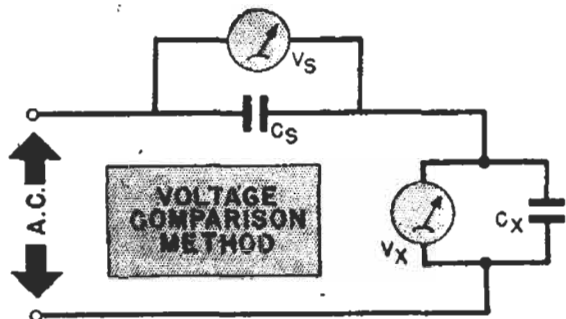 VS
CS
A.C.
VOLTAGE
COMPARISON
METHOD
VX
CX